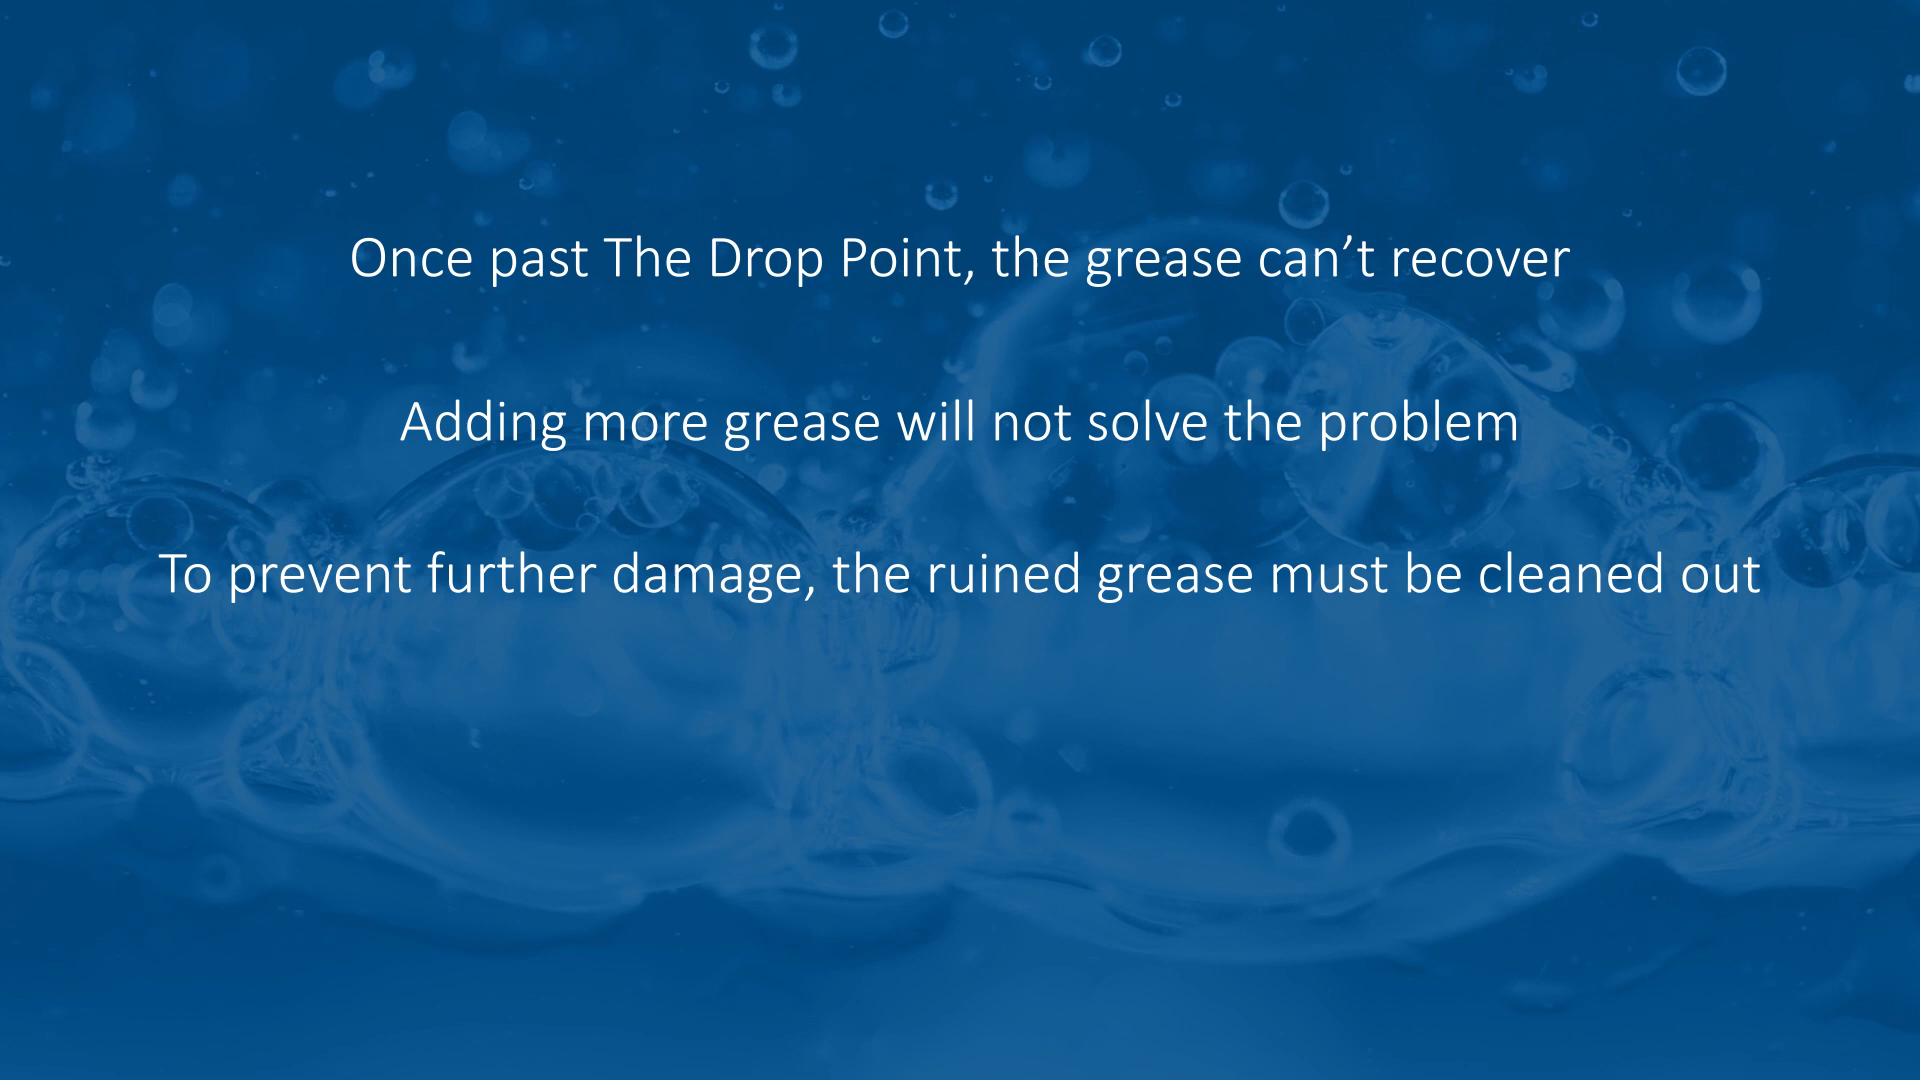 Once past The Drop Point, the grease can’t recover
Adding more grease will not solve the problem
To prevent further damage, the ruined grease must be cleaned out